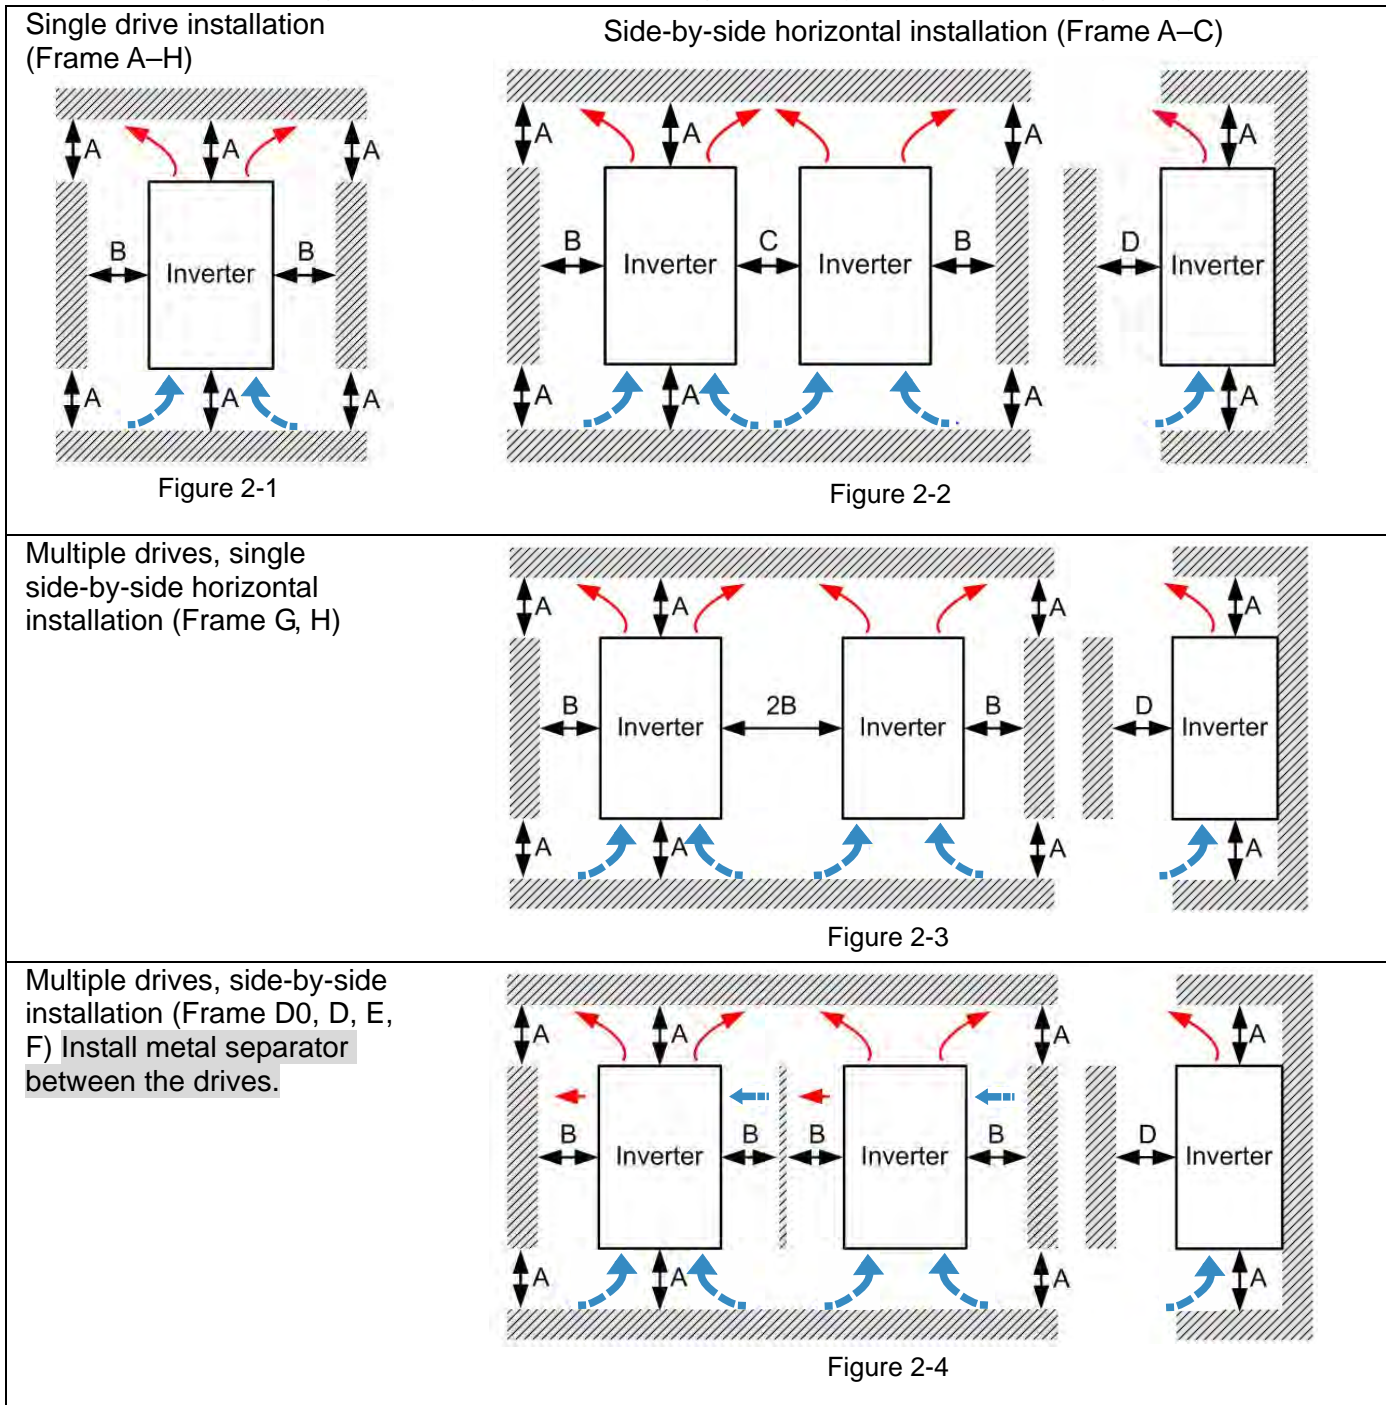 Single drive installation
(Frame A–H)
A
A
A
B
B
Inverter
A
A
A
Figure 2-1
Side-by-side horizontal installation (Frame A–C)
A
A
A
A
B
Inverter
C
Inverter
B
D
Inverter
A
A
A
A
Figure 2-2
Multiple drives, single
side-by-side horizontal
installation (Frame G, H)
A
A
A
A
B
Inverter
2B
Inverter
B
D
Inverter
A
A
A
A
Figure 2-3
Multiple drives, side-by-side
installation (Frame D0, D, E,
F) Install metal separator
between the drives.
A
A
A
A
B
Inverter
B
B
Inverter
B
D
Inverter
A
A
A
A
Figure 2-4